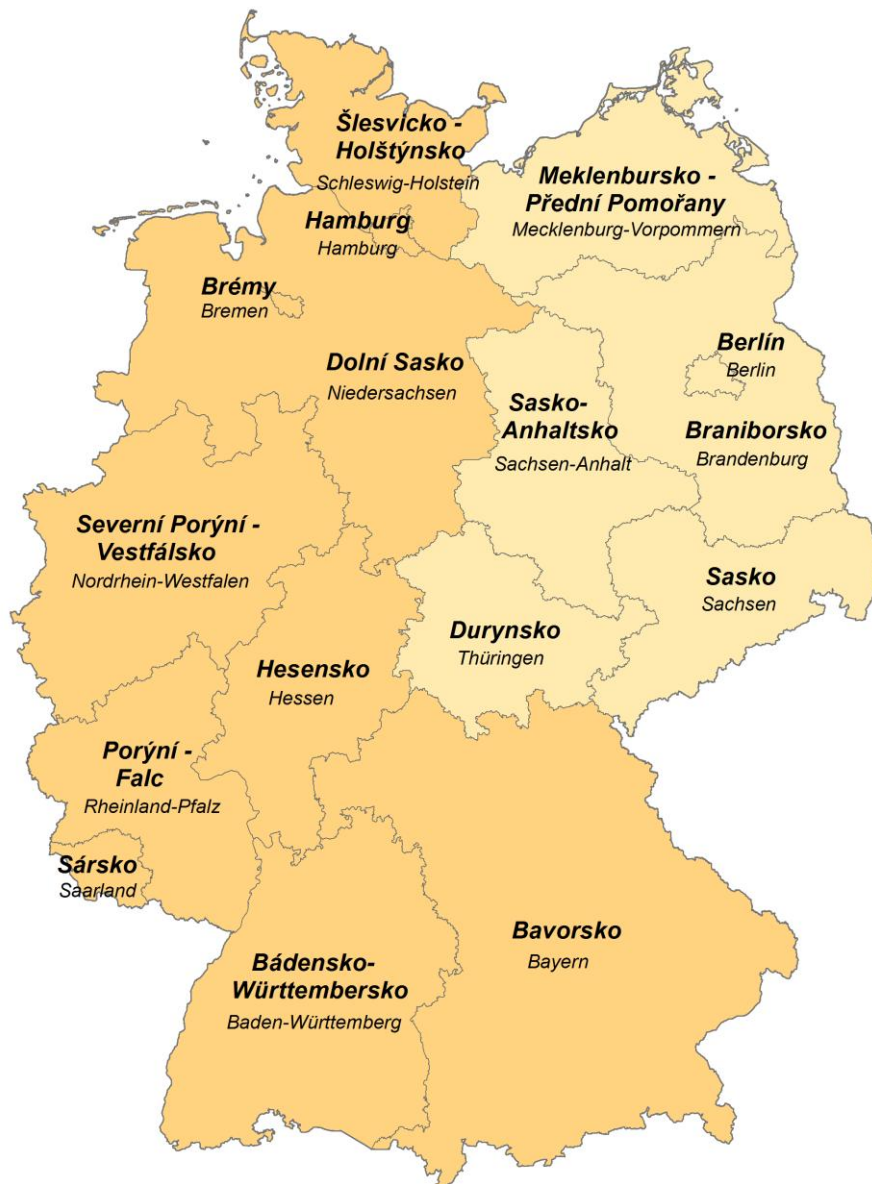 Šlesvicko -
Holštýnsko
Schleswig-Holstein
Meklenbursko -
Přední Pomořany
Mecklenburg-Vorpommern
Hamburg
Hamburg
Brémy
Bremen
Dolní Sasko
Niedersachsen
Berlín
Berlin
Sasko-
Anhaltsko
Sachsen-Anhalt
Braniborsko
Brandenburg
Severní Porýní -
Vestfálsko
Nordrhein-Westfalen
Sasko
Sachsen
Durynsko
Thüringen
Hesensko
Hessen
Porýní -
Falc
Rheinland-Pfalz
Sársko
Saarland
Bavorsko
Bayern
Bádensko-
Württembersko
Baden-Württemberg